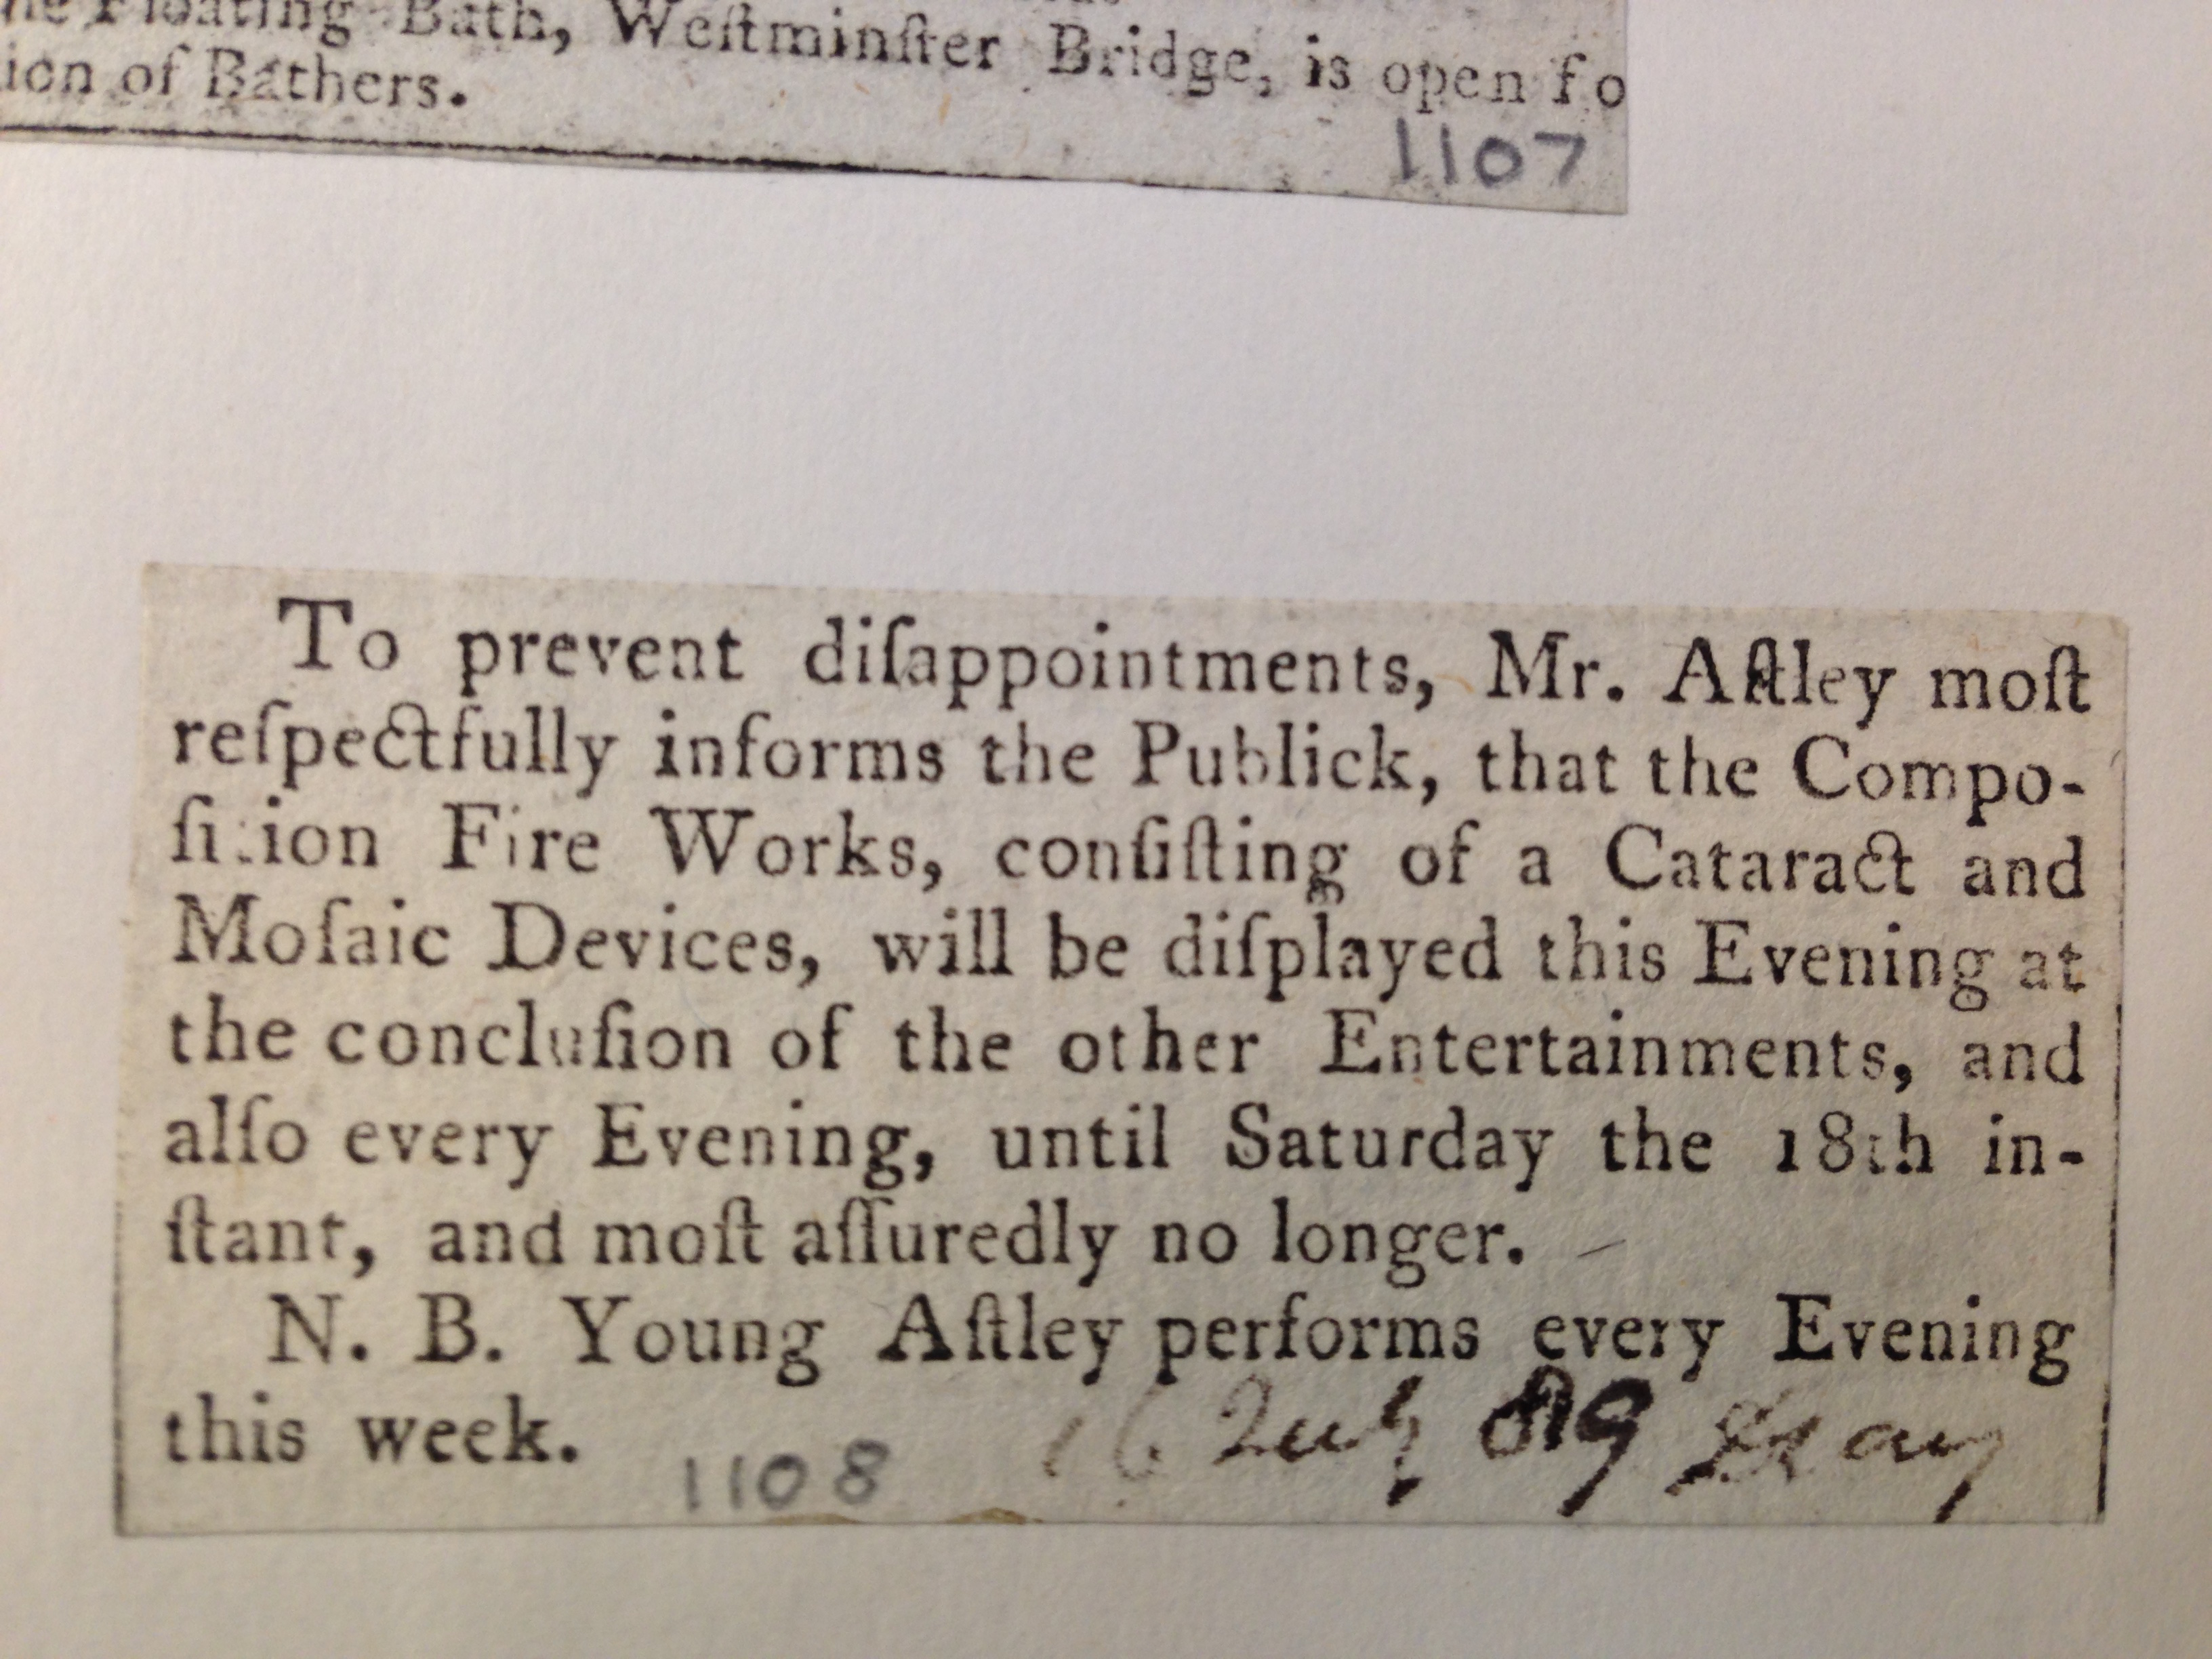 Floating Bath, Weſtminſter Bridge, is open fo
ion of Bathers.
1107
To prevent diſappointments, Mr. Aſtley moſt
reſpectfully informs the Publick, that the Compo-
ſition Fire Works, conſiſting of a Cataract and
Moſaic Devices, will be diſplayed this Evening at
the concluſion of the other Entertainments, and
alſo every Evening, until Saturday the 18th in-
ſtant, and moſt aſſuredly no longer.
N. B. Young Aſtley performs every Evening
this week.
1108 16 July 89